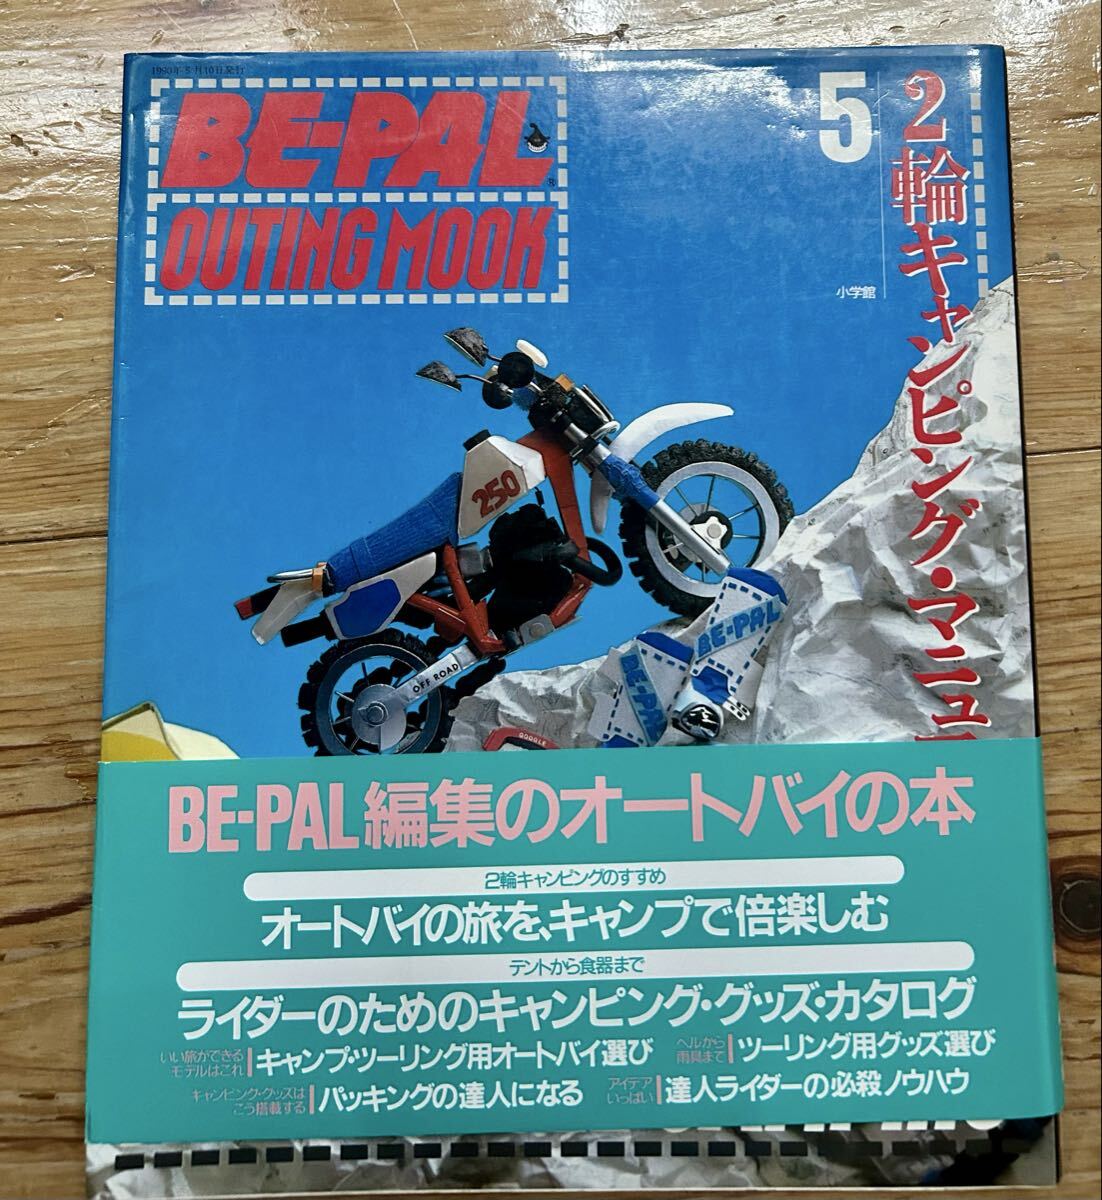 1990年5月10日発行
BE-PAL
®
OUTING MOOK
5
2輪キャンピング・マニュ
小学館
250
OFF ROAD
BE-PAL
BE-PAL
GOGGLE
BE-PAL編集のオートバイの本
2輪キャンピングのすすめ
オートバイの旅を、キャンプで倍楽しむ
テントから食器まで
ライダーのためのキャンピング・グッズ・カタログ
いい旅ができる
モデルはこれ
キャンプ・ツーリング用オートバイ選び
ヘルから
雨具まで
ツーリング用グッズ選び
キャンピング・グッズは
こう搭載する
パッキングの達人になる
アイデア
いっぱい
達人ライダーの必殺ノウハウ